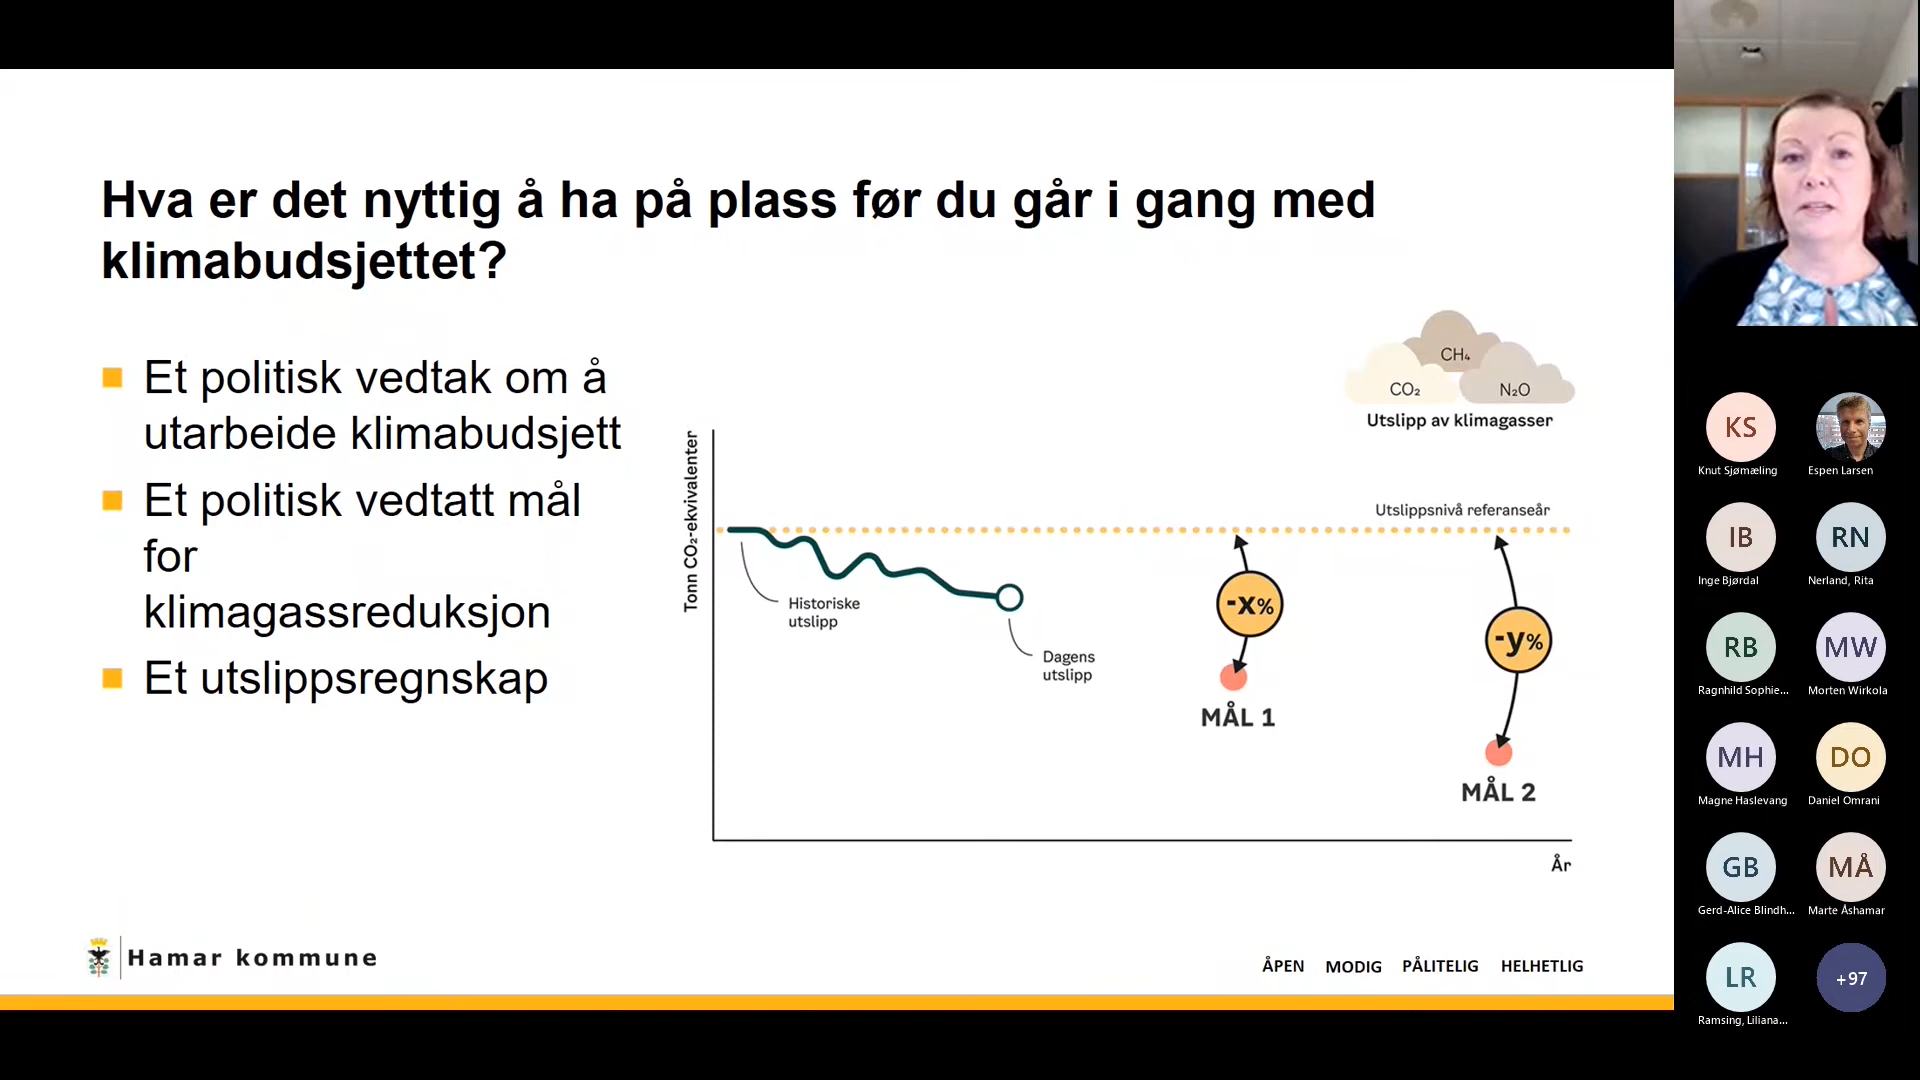 Hva er det nyttig å ha på plass før du går i gang med
klimabudsjettet?
Et politisk vedtak om å
utarbeide klimabudsjett
Et politisk vedtatt mål
for
klimagassreduksjon
Et utslippsregnskap
CH₄
CO₂
N₂O
Utslipp av klimagasser
Tonn CO₂-ekvivalenter
Utslippsnivå referanseår
Historiske
utslipp
Dagens
utslipp
-x%
MÅL 1
-y%
MÅL 2
År
Hamar kommune
ÅPEN MODIG PÅLITELIG HELHETLIG
KS
Knut Sjømæling
Espen Larsen
IB
Inge Bjørdal
RN
Nerland, Rita
RB
Ragnhild Sophie...
MW
Morten Wirkola
MH
Magne Haslevang
DO
Daniel Omrani
GB
Gerd-Alice Blindh...
MÅ
Marte Åshamar
LR
Ramsing, Liliana...
+97